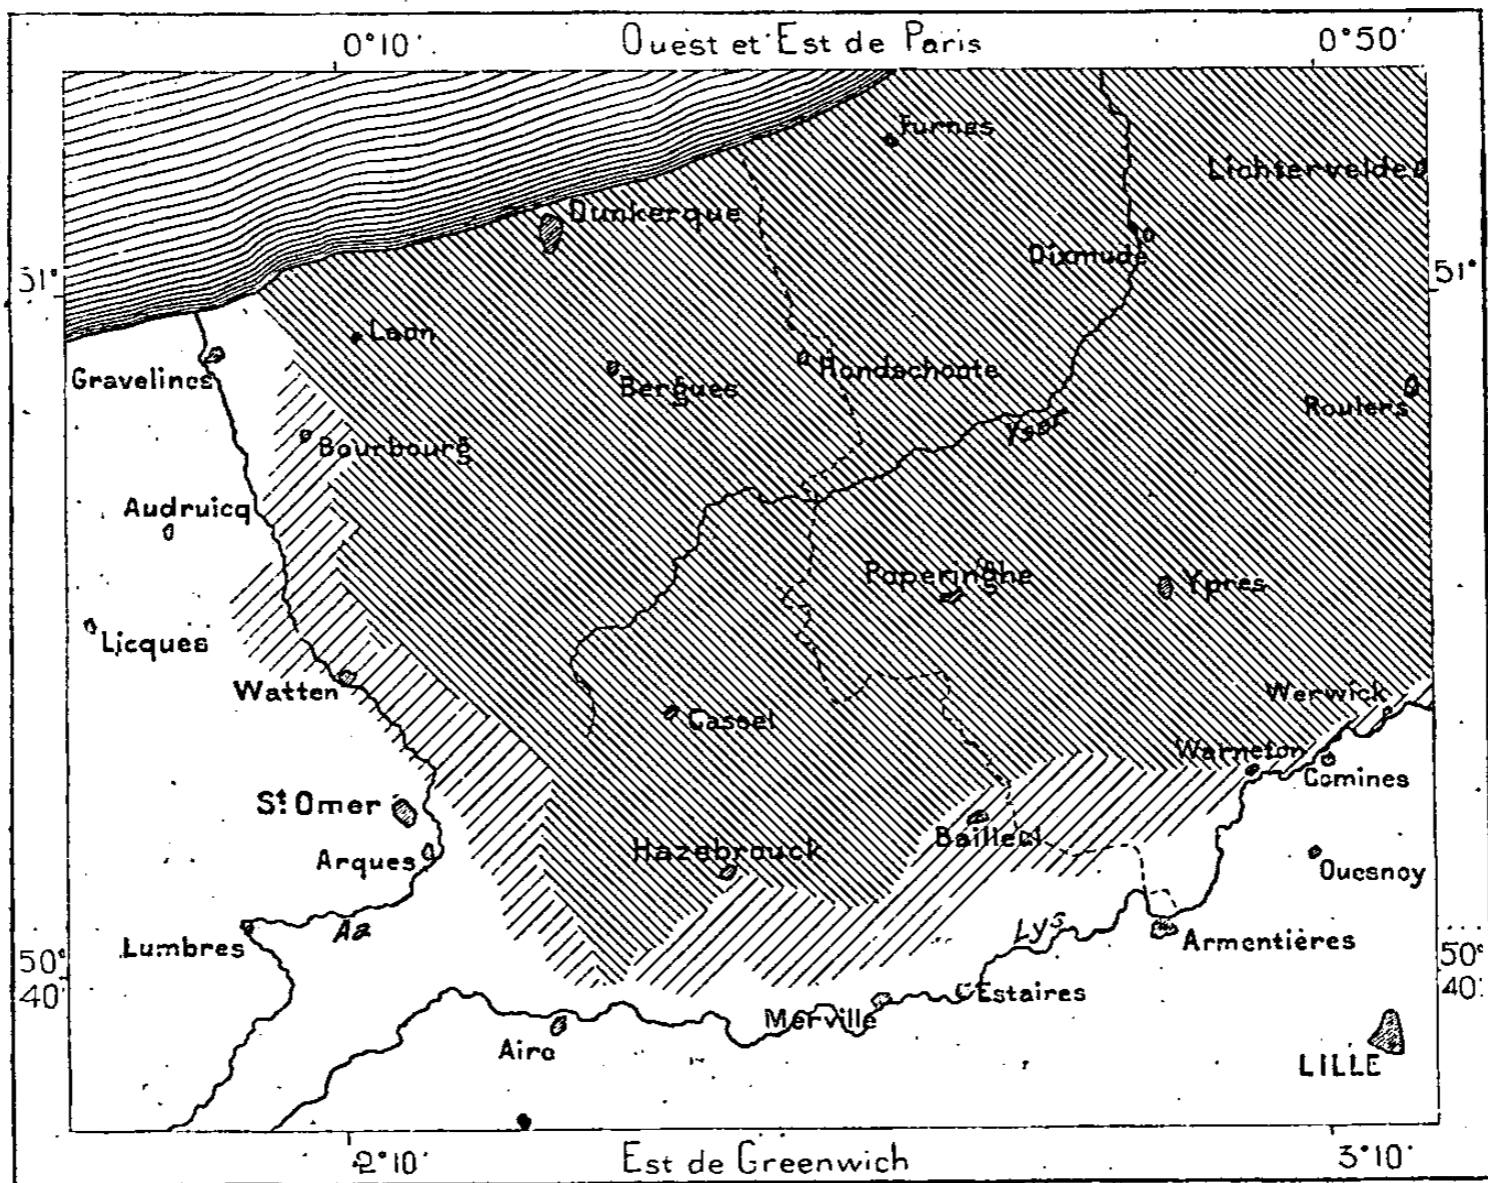 0°10'
Ouest et Est de Paris
0°50'
Furnes
Lichtervelde
Dunkerque
Dixmude
51°
51°
Laon
Gravelines
Bergues
Hondschoote
Roulers
Bourbourg
Yser
Audruicq
Poperinghe
Ypres
Licques
Watten
Werwick
Cassel
Warneton
Comines
St Omer
Bailleul
Hazebrouck
Arques
Quesnoy
Aa
Lys
Lumbres
Armentières
50°
40'
50°
40'
Estaires
Merville
Aire
LILLE
2°10'
Est de Greenwich
3°10'